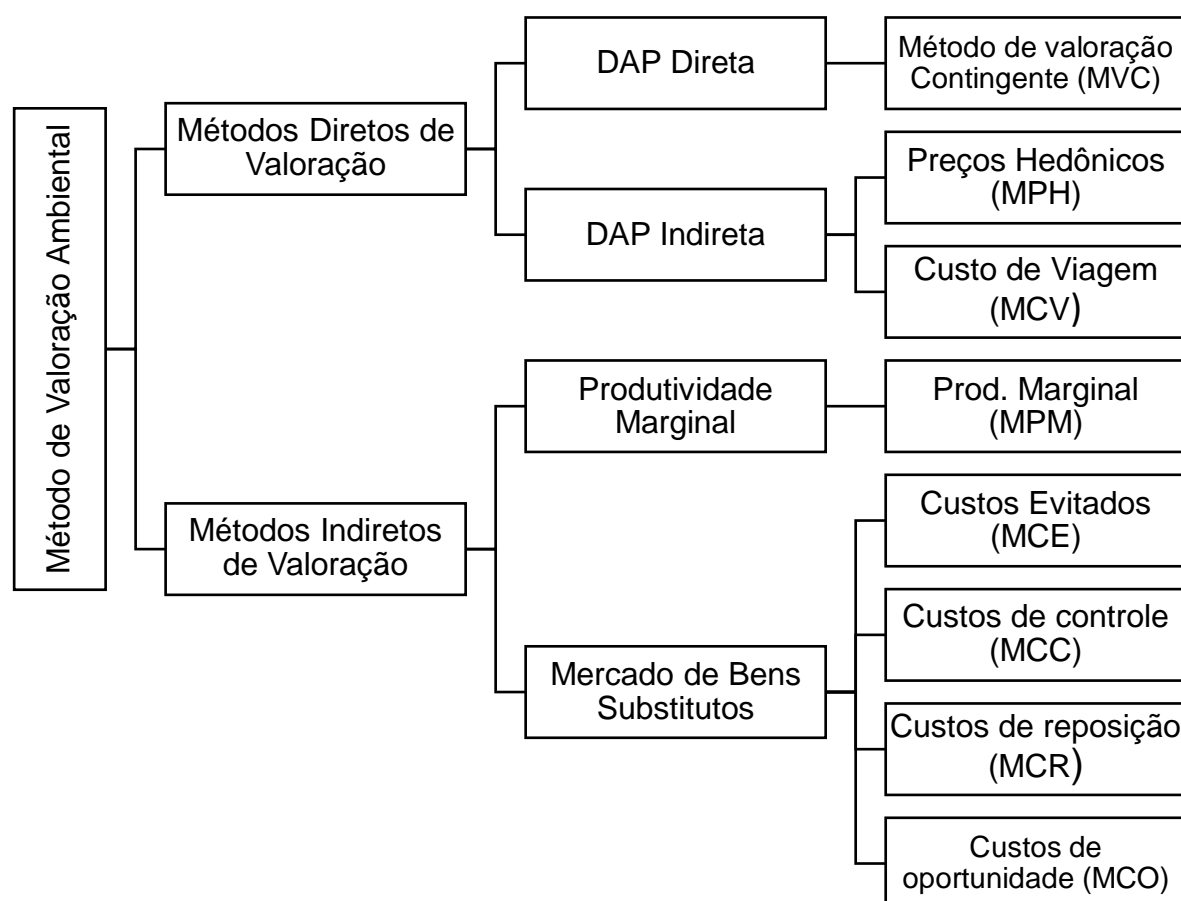 Método de Valoração Ambiental
Métodos Diretos de
Valoração
DAP Direta
Método de valoração
Contingente (MVC)
DAP Indireta
Preços Hedônicos
(MPH)
Custo de Viagem
(MCV)
Métodos Indiretos
de Valoração
Produtividade
Marginal
Prod. Marginal
(MPM)
Mercado de Bens
Substitutos
Custos Evitados
(MCE)
Custos de controle
(MCC)
Custos de reposição
(MCR)
Custos de
oportunidade (MCO)